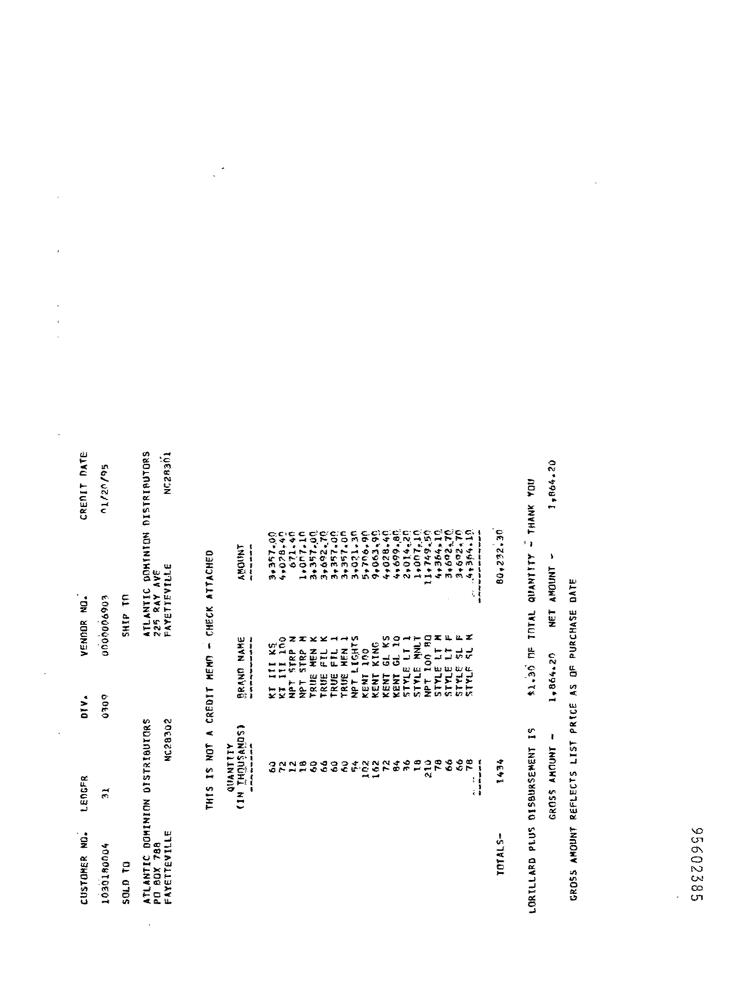 CUSTOMER NO. LEDGER DIV. VENDOR NO. CREDIT DATE
1030180004 31 0309 0000006903 01/20/95
SOLD TO SHIP TO
ATLANTIC DOMINION DISTRIBUTORS ATLANTIC DOMINION DISTRIBUTORS
PO BOX 788 225 RAY AVE
FAYETTEVILLE NC28302 FAYETTEVILLE NC28301
THIS IS NOT A CREDIT MEMO - CHECK ATTACHED
QUANTITY
(IN THOUSANDS) BRAND NAME AMOUNT
60 KT III KS 3,357.00
72 KT III 100 4,028.40
12 NPT STRP N 671.40
18 NPT STRP M 1,007.10
60 TRUE MEN K 3,357.00
66 TRUE FIL K 3,692.70
60 TRUE FIL 1 3,357.00
60 TRUE MEN 1 3,357.00
54 NPT LIGHTS 3,021.30
102 KENT 100 5,706.90
162 KENT KING 9,063.90
72 KENT GL KS 4,028.40
84 KENT GL 10 4,699.80
36 STYLE LT 1 2,014.20
18 STYLE MNLT 1,007.10
210 NPT 100 BO 11,749.50
78 STYLE LT M 4,364.10
66 STYLE LT F 3,692.70
66 STYLE SL F 3,692.70
78 STYLE SL M 4,364.10
TOTALS- 1434 80,232.30
LORILLARD PLUS DISBURSEMENT IS $1.30 OF TOTAL QUANTITY - THANK YOU
GROSS AMOUNT - 1,864.20 NET AMOUNT - 1,864.20
GROSS AMOUNT REFLECTS LIST PRICE AS OF PURCHASE DATE
95602385